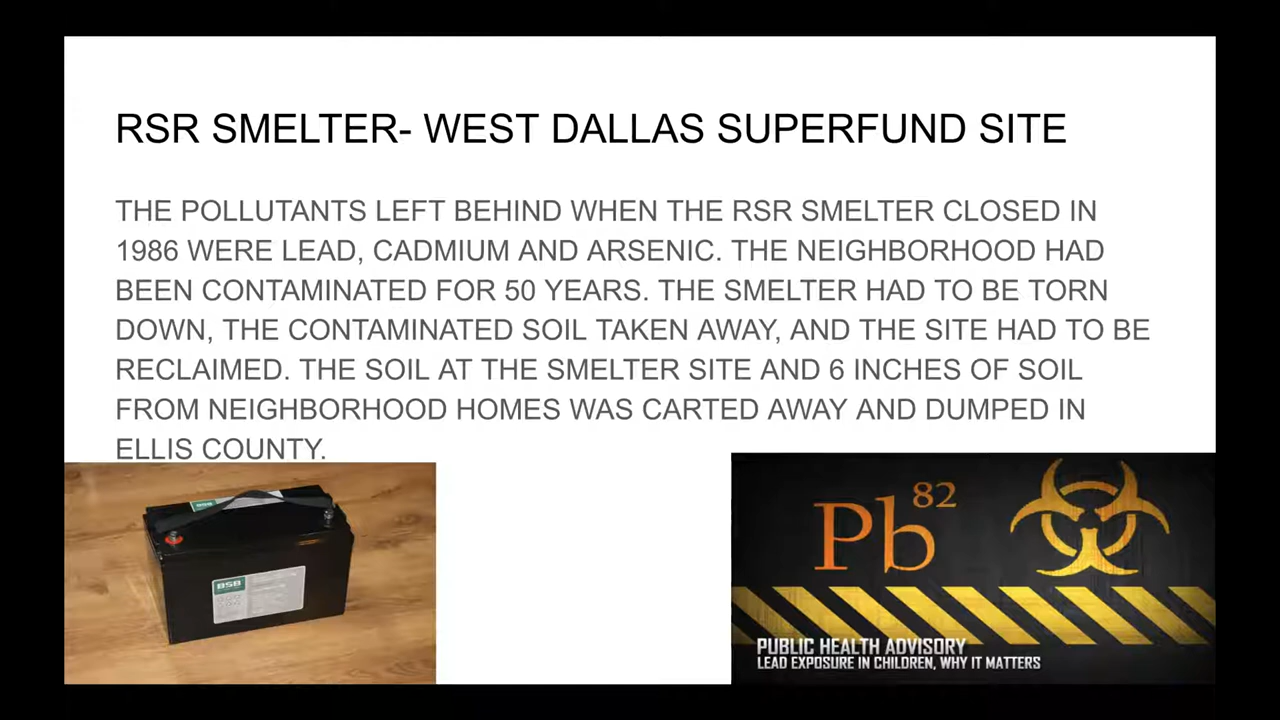 RSR SMELTER- WEST DALLAS SUPERFUND SITE
THE POLLUTANTS LEFT BEHIND WHEN THE RSR SMELTER CLOSED IN
1986 WERE LEAD, CADMIUM AND ARSENIC. THE NEIGHBORHOOD HAD
BEEN CONTAMINATED FOR 50 YEARS. THE SMELTER HAD TO BE TORN
DOWN, THE CONTAMINATED SOIL TAKEN AWAY, AND THE SITE HAD TO BE
RECLAIMED. THE SOIL AT THE SMELTER SITE AND 6 INCHES OF SOIL
FROM NEIGHBORHOOD HOMES WAS CARTED AWAY AND DUMPED IN
ELLIS COUNTY.
BSB
BSB
Pb82
PUBLIC HEALTH ADVISORY
LEAD EXPOSURE IN CHILDREN, WHY IT MATTERS